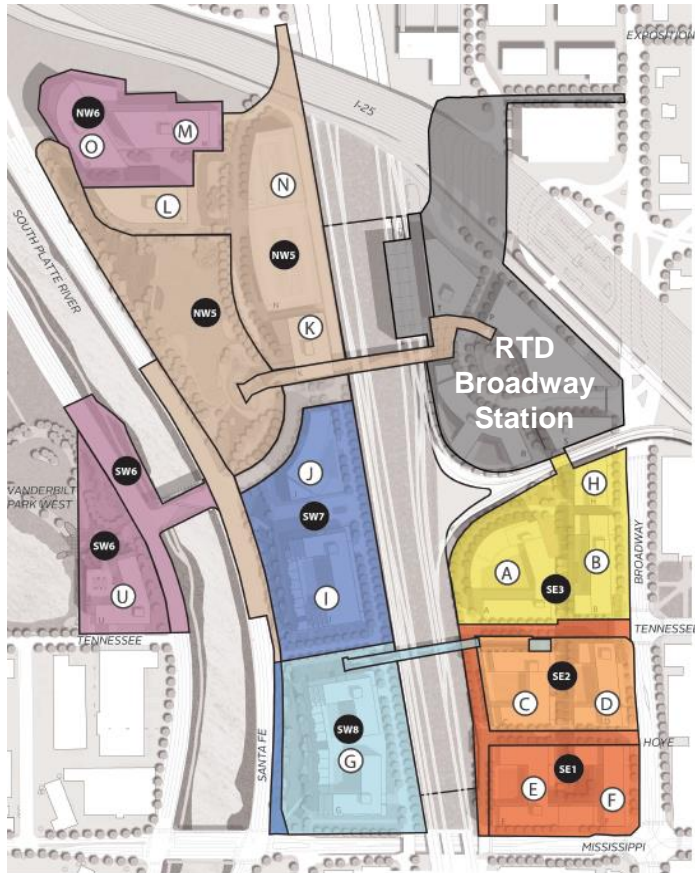 EXPOSITION
I-25
NW6
M
O
N
L
SOUTH PLATTE RIVER
NW5
NW5
K
RTD
Broadway
Station
SW6
J
H
VANDERBILT
PARK WEST
SW7
BROADWAY
SW6
A
B
SE3
I
U
TENNESSEE
TENNESSEE
SE2
C
D
SW8
SANTA FE
HOYE
G
SE1
E
F
MISSISSIPPI